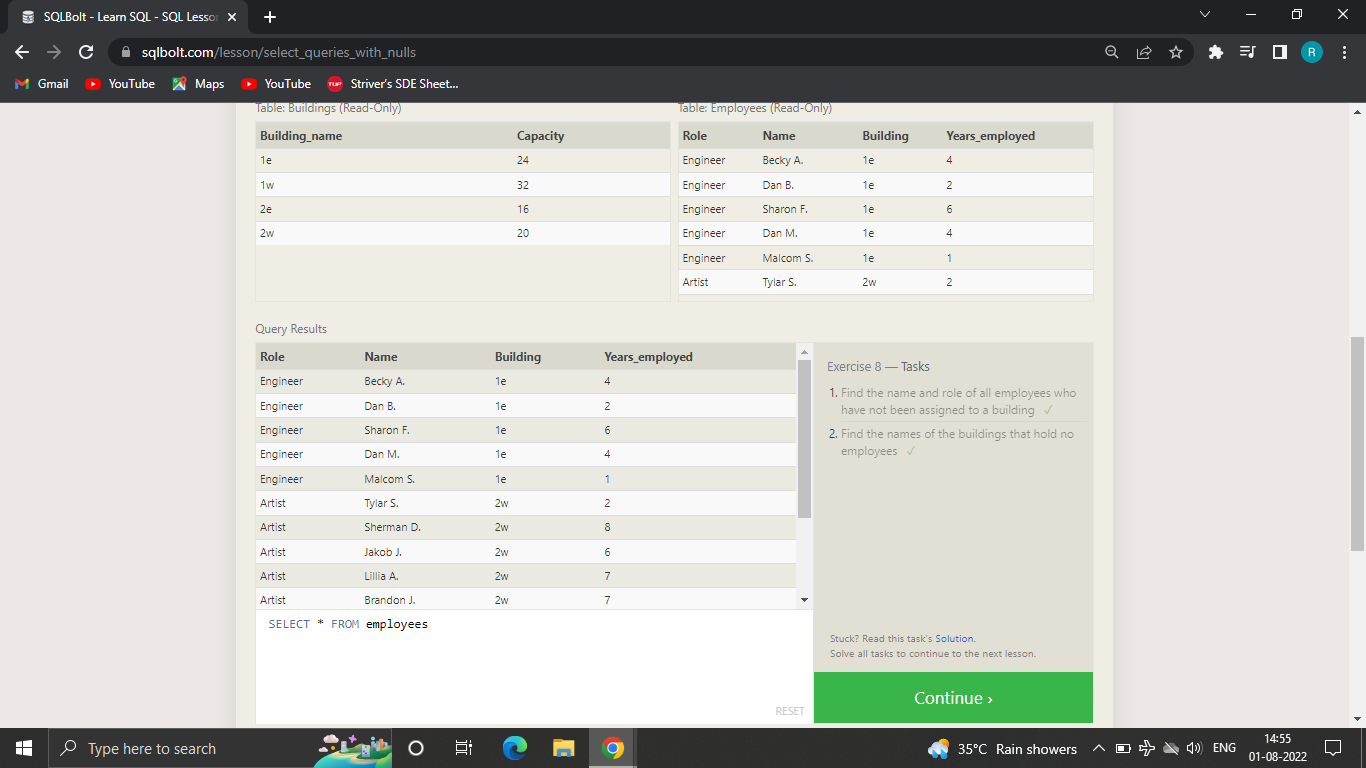 SQLBolt - Learn SQL - SQL Lesson
sqlbolt.com/lesson/select_queries_with_nulls
R
Gmail YouTube Maps YouTube TUF Striver's SDE Sheet...
Table: Buildings (Read-Only) Table: Employees (Read-Only)
Building_name Capacity
1e 24
1w 32
2e 16
2w 20
Role Name Building Years_employed
Engineer Becky A. 1e 4
Engineer Dan B. 1e 2
Engineer Sharon F. 1e 6
Engineer Dan M. 1e 4
Engineer Malcom S. 1e 1
Artist Tylar S. 2w 2
Query Results
Role Name Building Years_employed
Engineer Becky A. 1e 4
Engineer Dan B. 1e 2
Engineer Sharon F. 1e 6
Engineer Dan M. 1e 4
Engineer Malcom S. 1e 1
Artist Tylar S. 2w 2
Artist Sherman D. 2w 8
Artist Jakob J. 2w 6
Artist Lillia A. 2w 7
Artist Brandon J. 2w 7
SELECT * FROM employees
RESET
Exercise 8 — Tasks
1. Find the name and role of all employees who
have not been assigned to a building ✓
2. Find the names of the buildings that hold no
employees ✓
Stuck? Read this task's Solution.
Solve all tasks to continue to the next lesson.
Continue ›
Type here to search
35°C Rain showers
ENG
14:55
01-08-2022